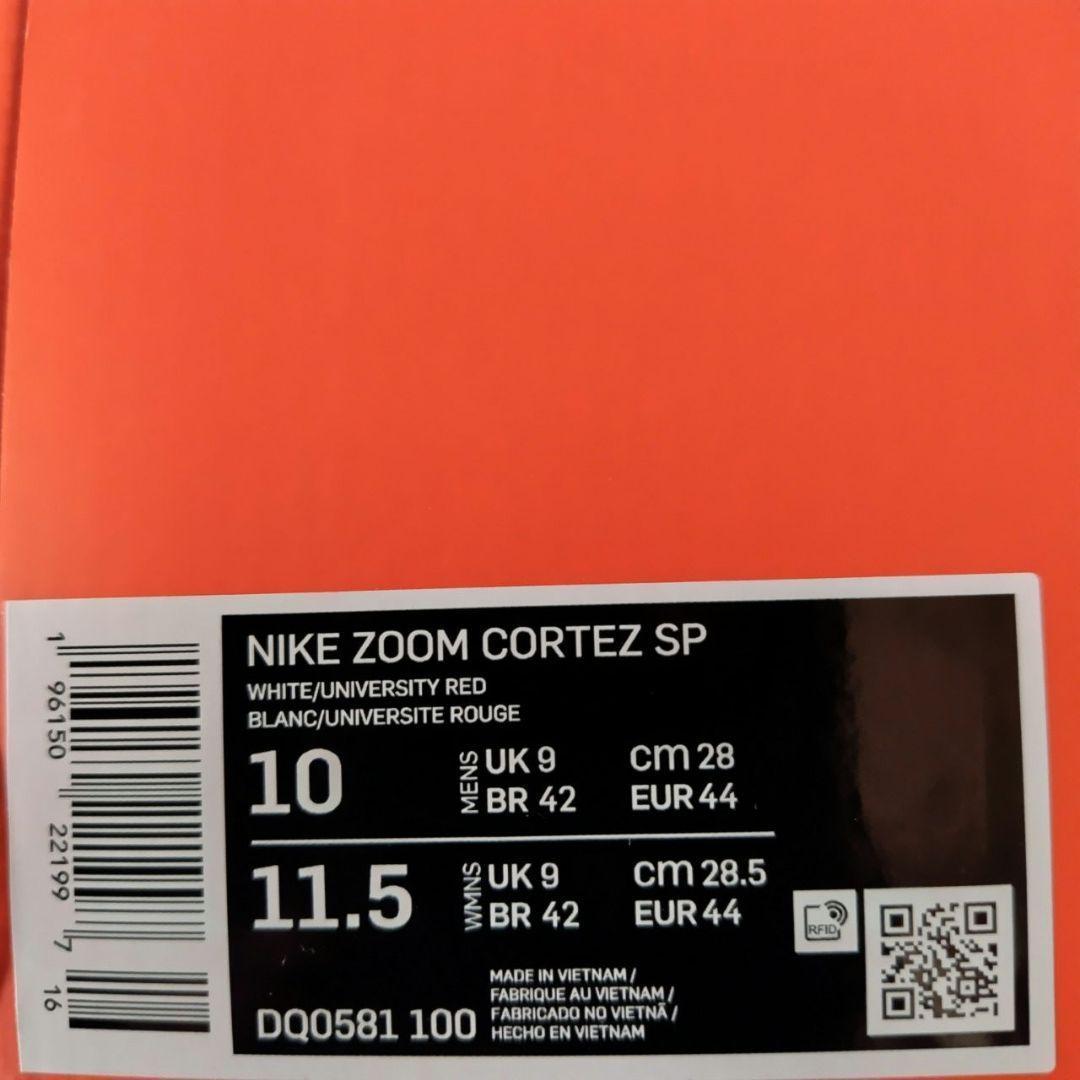 NIKE ZOOM CORTEZ SP
WHITE/UNIVERSITY RED
BLANC/UNIVERSITE ROUGE
10 MENS UK 9 cm 28
BR 42 EUR 44
11.5 WMNS UK 9 cm 28.5
BR 42 EUR 44
RFID
MADE IN VIETNAM /
FABRIQUE AU VIETNAM /
FABRICADO NO VIETNÃ /
HECHO EN VIETNAM
DQ0581 100
1 96150 22199 7 16